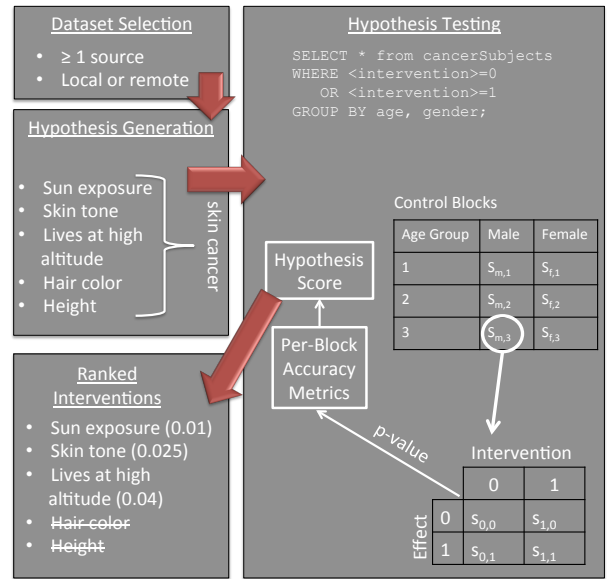 Dataset Selection
• ≥ 1 source
• Local or remote
Hypothesis Generation
• Sun exposure
• Skin tone
• Lives at high
altitude
• Hair color
• Height
skin cancer
Ranked
Interventions
• Sun exposure (0.01)
• Skin tone (0.025)
• Lives at high
altitude (0.04)
• Hair color
• Height
Hypothesis Testing
SELECT * from cancerSubjects
WHERE <intervention>=0
OR <intervention>=1
GROUP BY age, gender;
Control Blocks
Age Group Male Female
1 Sm,1 Sf,1
2 Sm,2 Sf,2
3 Sm,3 Sf,3
Hypothesis
Score
Per-Block
Accuracy
Metrics
p-value
Intervention
0 1
Effect
0 s0,0 s1,0
1 s0,1 s1,1